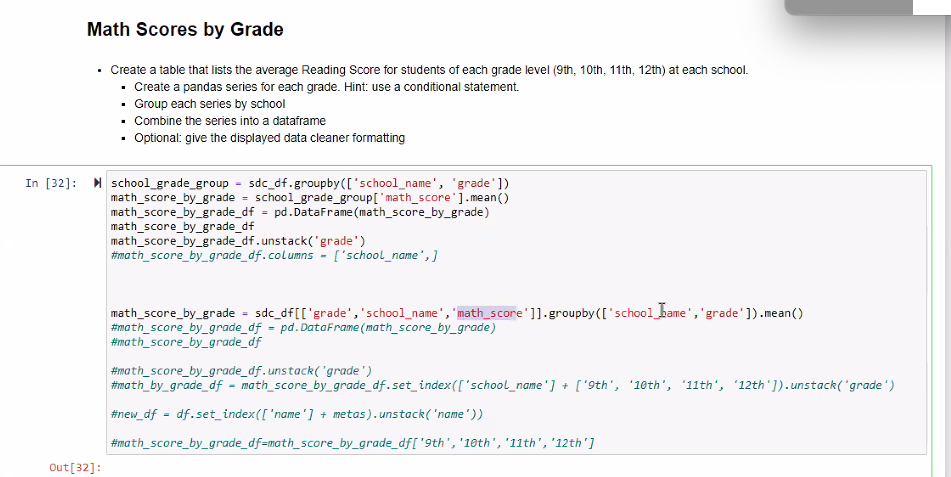 Math Scores by Grade
• Create a table that lists the average Reading Score for students of each grade level (9th, 10th, 11th, 12th) at each school.
▪ Create a pandas series for each grade. Hint: use a conditional statement.
▪ Group each series by school
▪ Combine the series into a dataframe
▪ Optional: give the displayed data cleaner formatting
In [32]: school_grade_group = sdc_df.groupby(['school_name', 'grade'])
math_score_by_grade = school_grade_group['math_score'].mean()
math_score_by_grade_df = pd.DataFrame(math_score_by_grade)
math_score_by_grade_df
math_score_by_grade_df.unstack('grade')
#math_score_by_grade_df.columns = ['school_name',]
math_score_by_grade = sdc_df[['grade','school_name','math_score']].groupby(['school_name','grade']).mean()
#math_score_by_grade_df = pd.DataFrame(math_score_by_grade)
#math_score_by_grade_df
#math_score_by_grade_df.unstack('grade')
#math_by_grade_df = math_score_by_grade_df.set_index(['school_name'] + ['9th', '10th', '11th', '12th']).unstack('grade')
#new_df = df.set_index(['name'] + metas).unstack('name'))
#math_score_by_grade_df=math_score_by_grade_df['9th','10th','11th','12th']
Out[32]: